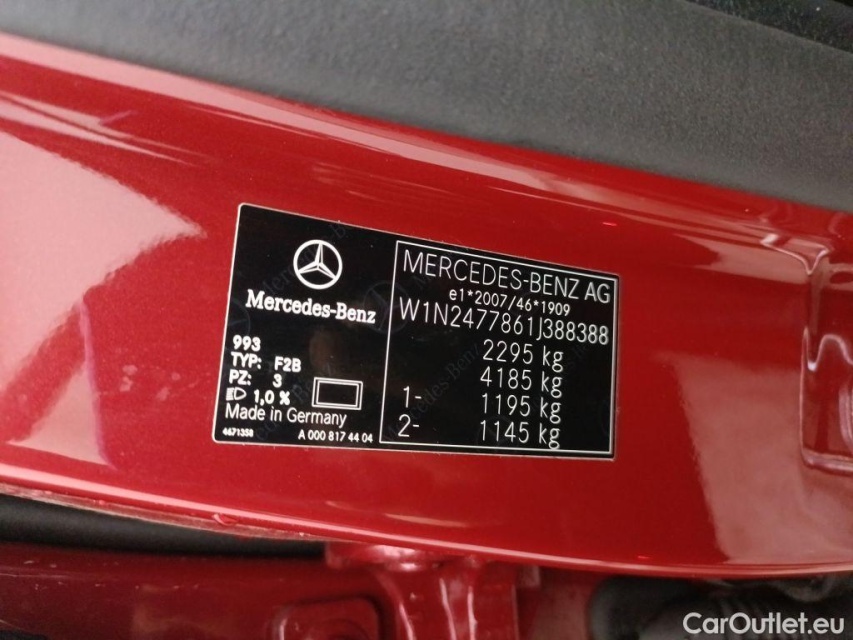 Mercedes-Benz
993
TYP: F2B
PZ: 3
1,0 %
Made in Germany
4671358
A 000 817 44 04
MERCEDES-BENZ AG
e1*2007/46*1909
W1N2477861J388388
2295 kg
4185 kg
1- 1195 kg
2- 1145 kg
CarOutlet.eu